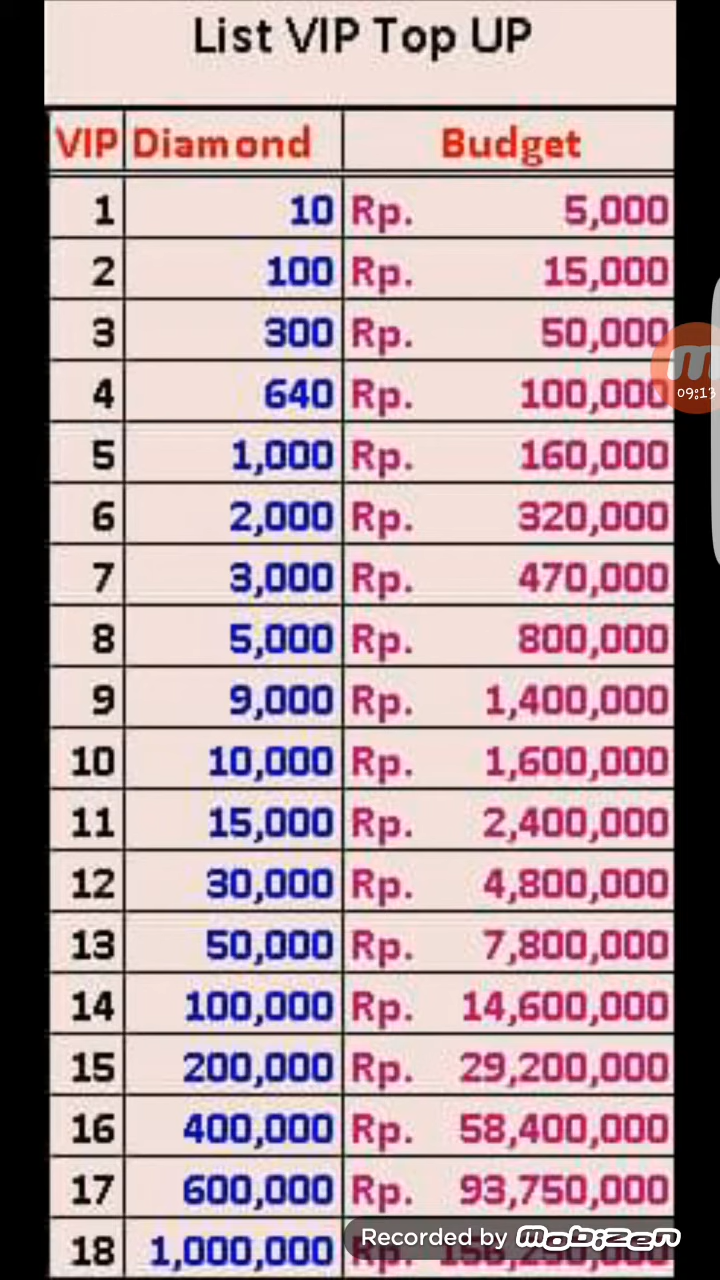 List VIP Top UP
VIP Diamond Budget
1 10 Rp. 5,000
2 100 Rp. 15,000
3 300 Rp. 50,000
09:13
4 640 Rp. 100,000
5 1,000 Rp. 160,000
6 2,000 Rp. 320,000
7 3,000 Rp. 470,000
8 5,000 Rp. 800,000
9 9,000 Rp. 1,400,000
10 10,000 Rp. 1,600,000
11 15,000 Rp. 2,400,000
12 30,000 Rp. 4,800,000
13 50,000 Rp. 7,800,000
14 100,000 Rp. 14,600,000
15 200,000 Rp. 29,200,000
16 400,000 Rp. 58,400,000
17 600,000 Rp. 93,750,000
Recorded by mobizen
18 1,000,000 Rp.